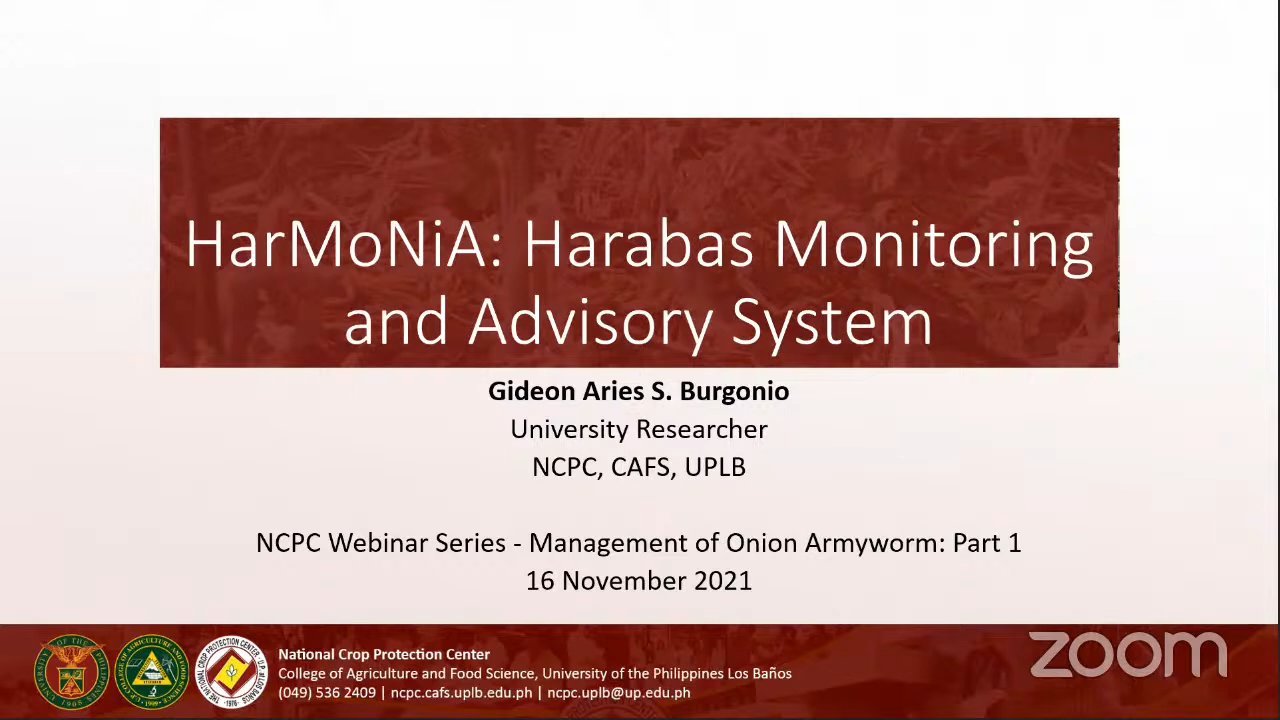 HarMoNiA: Harabas Monitoring
and Advisory System
Gideon Aries S. Burgonio
University Researcher
NCPC, CAFS, UPLB
NCPC Webinar Series - Management of Onion Armyworm: Part 1
16 November 2021
National Crop Protection Center
College of Agriculture and Food Science, University of the Philippines Los Baños
(049) 536 2409 | ncpc.cafs.uplb.edu.ph | ncpc.uplb@up.edu.ph
zoom